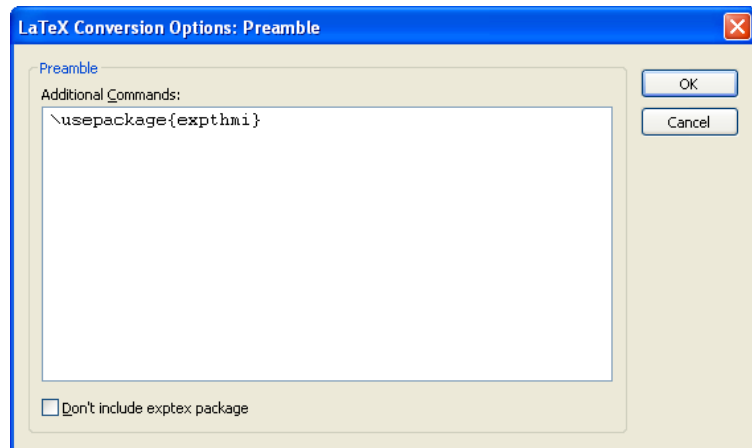 LaTeX Conversion Options: Preamble
Preamble
Additional Commands:
\usepackage{expthmi}
Don't include exptex package
OK
Cancel